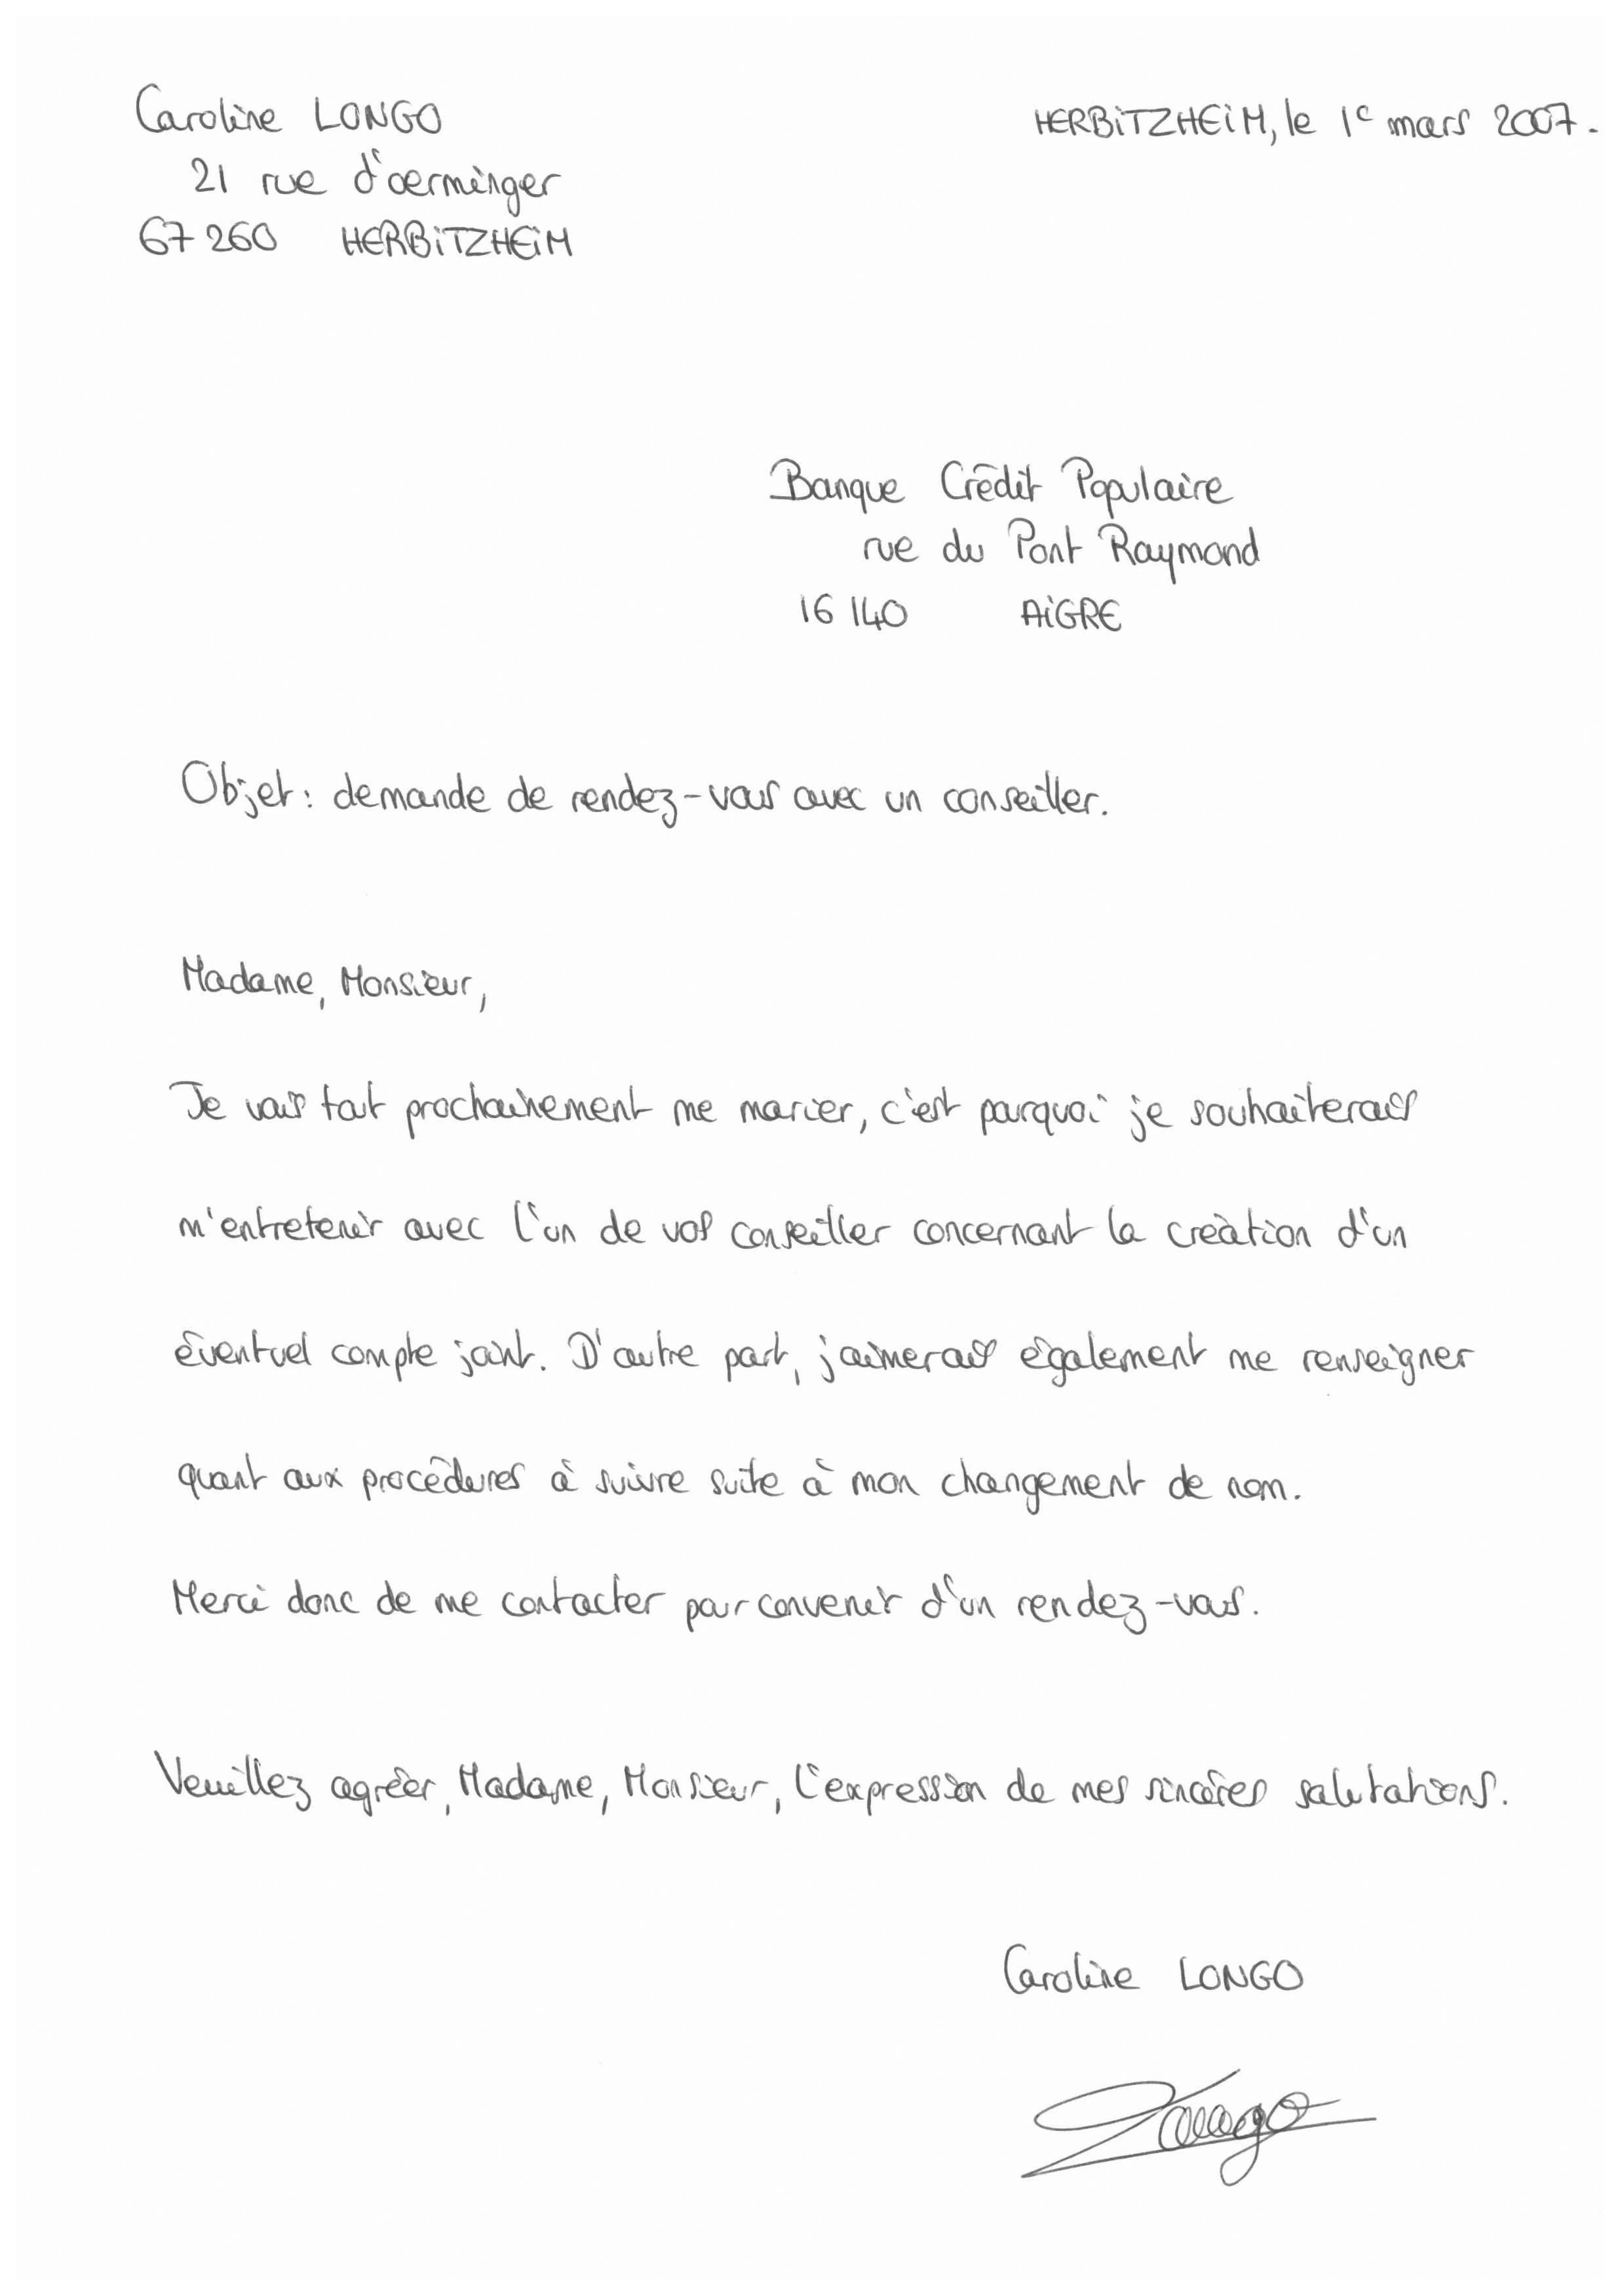 Caroline LONGO
HERBiTZHEiM, le 1e mars 2007.
21 rue d'oerminger
67 260 HERBiTZHEiM
Banque Crédit Populaire
rue du Pont Raymond
16 140 AiGRE
Objet : demande de rendez-vous avec un conseiller.
Madame, Monsieur,
Je vais tout prochainement me marier, c'est pourquoi je souhaiterais
m'entretenir avec l'un de vos conseiller concernant la création d'un
éventuel compte joint. D'autre part, j'aimerais également me renseigner
quant aux procédures à suivre suite à mon changement de nom.
Merci donc de me contacter pour convenir d'un rendez-vous.
Veuillez agréer, Madame, Monsieur, l'expression de mes sincères salutations.
Caroline LONGO
Longo